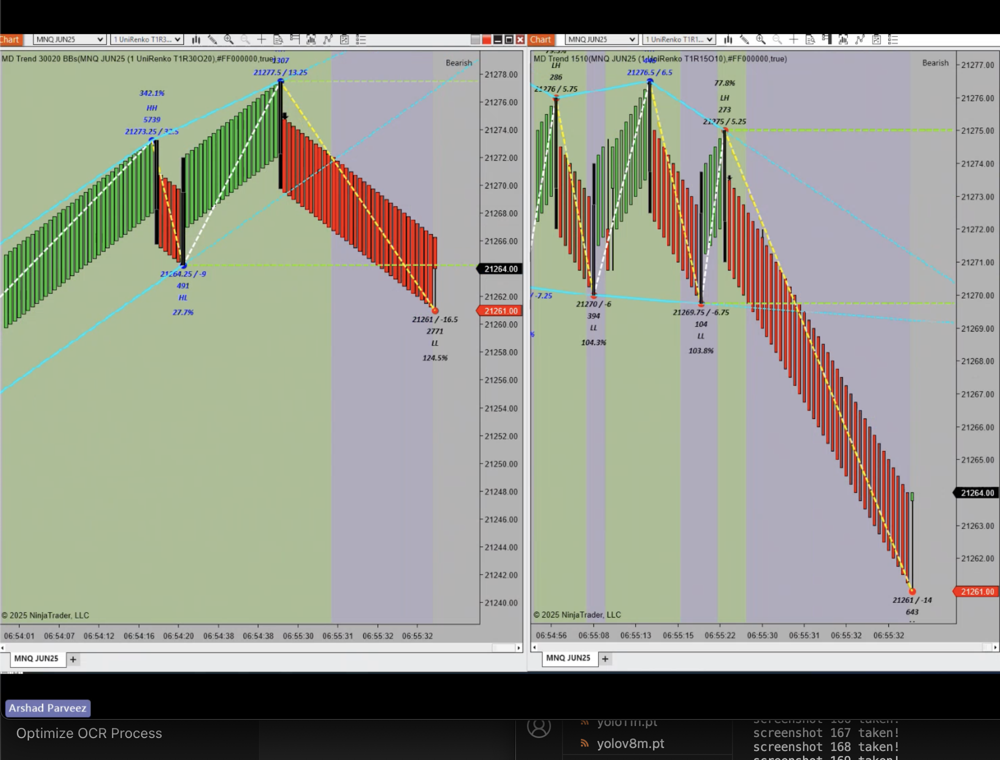 Chart
MNQ JUN25
1 UniRenko T1R3...
MD Trend 30020 BBs(MNQ JUN25 (1 UniRenko T1R30O20),#FF000000,true)
Bearish
21277.5 / 13.25
342.1%
HH
5739
21273.25 /
21264.25 / -9
491
HL
27.7%
21261 / -16.5
2771
LL
124.5%
21278.00
21276.00
21274.00
21272.00
21270.00
21268.00
21266.00
21264.00
21262.00
21261.00
21260.00
21258.00
21256.00
21254.00
21252.00
21250.00
21248.00
21246.00
21244.00
21242.00
21240.00
© 2025 NinjaTrader, LLC
06:54:01 06:54:07 06:54:12 06:54:16 06:54:20 06:54:38 06:54:38 06:55:30 06:55:31 06:55:32 06:55:32
MNQ JUN25 +
Chart
MNQ JUN25
1 UniRenko T1R1...
MD Trend 1510(MNQ JUN25 (1 UniRenko T1R15O10),#FF000000,true)
Bearish
LH
286
21276 / 5.75
21276.5 / 6.5
77.8%
LH
273
21275 / 5.25
/ -7.25
21270 / -6
394
LL
104.3%
21269.75 / -6.75
104
LL
103.8%
21261 / -14
643
21277.00
21276.00
21275.00
21274.00
21273.00
21272.00
21271.00
21270.00
21269.00
21268.00
21267.00
21266.00
21265.00
21264.00
21263.00
21262.00
21261.00
© 2025 NinjaTrader, LLC
06:54:56 06:55:08 06:55:13 06:55:15 06:55:22 06:55:30 06:55:31 06:55:32 06:55:32
MNQ JUN25 +
Arshad Parveez
Optimize OCR Process
yolo11n.pt
yolov8m.pt
screenshot 167 taken!
screenshot 168 taken!